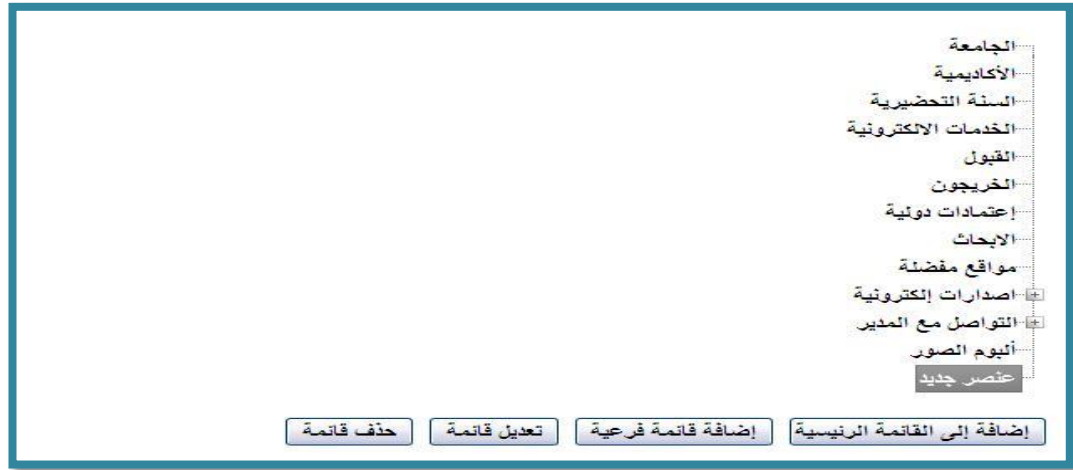 الجامعة
الأكاديمية
السنة التحضيرية
الخدمات الالكترونية
القبول
الخريجون
إعتمادات دولية
الابحاث
مواقع مفضلة
اصدارات إلكترونية
التواصل مع المدير
ألبوم الصور
عنصر جديد
إضافة إلى القائمة الرئيسية إضافة قائمة فرعية تعديل قائمة حذف قائمة